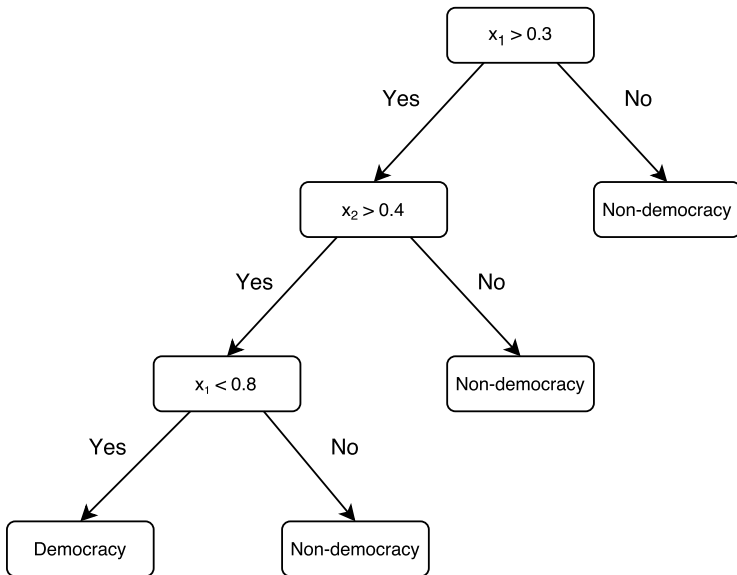 x₁ > 0.3
Yes
No
x₂ > 0.4
Non-democracy
Yes
No
x₁ < 0.8
Non-democracy
Yes
No
Democracy
Non-democracy